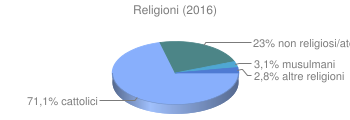 Religioni (2016)
23% non religiosi/ate
3,1% musulmani
2,8% altre religioni
71,1% cattolici